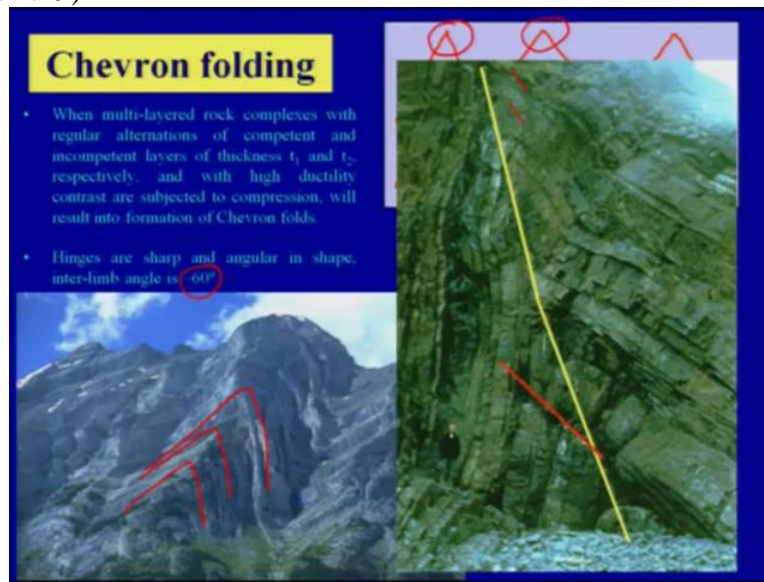 Chevron folding
• When multi-layered rock complexes with
regular alternations of competent and
incompetent layers of thickness t₁ and t₂,
respectively, and with high ductility
contrast are subjected to compression, will
result into formation of Chevron folds.
• Hinges are sharp and angular in shape,
inter-limb angle is ~60°